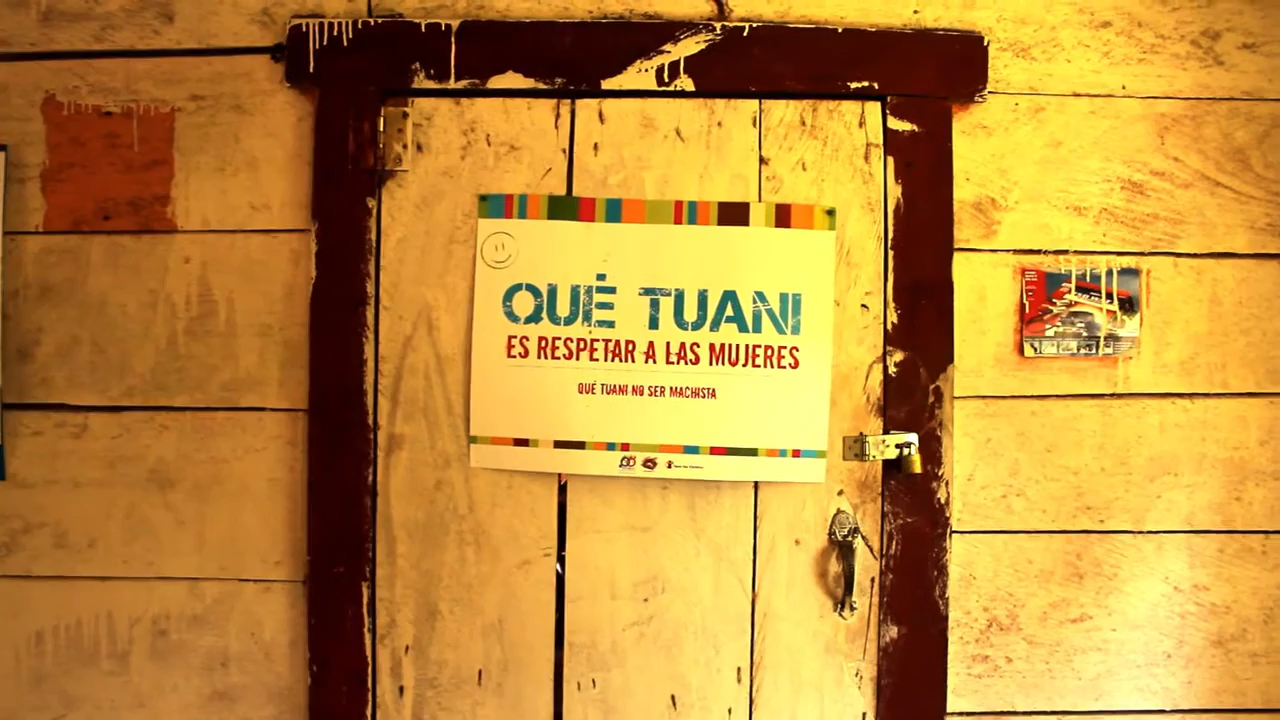 QUÉ TUANI
ES RESPETAR A LAS MUJERES
QUÉ TUANI NO SER MACHISTA